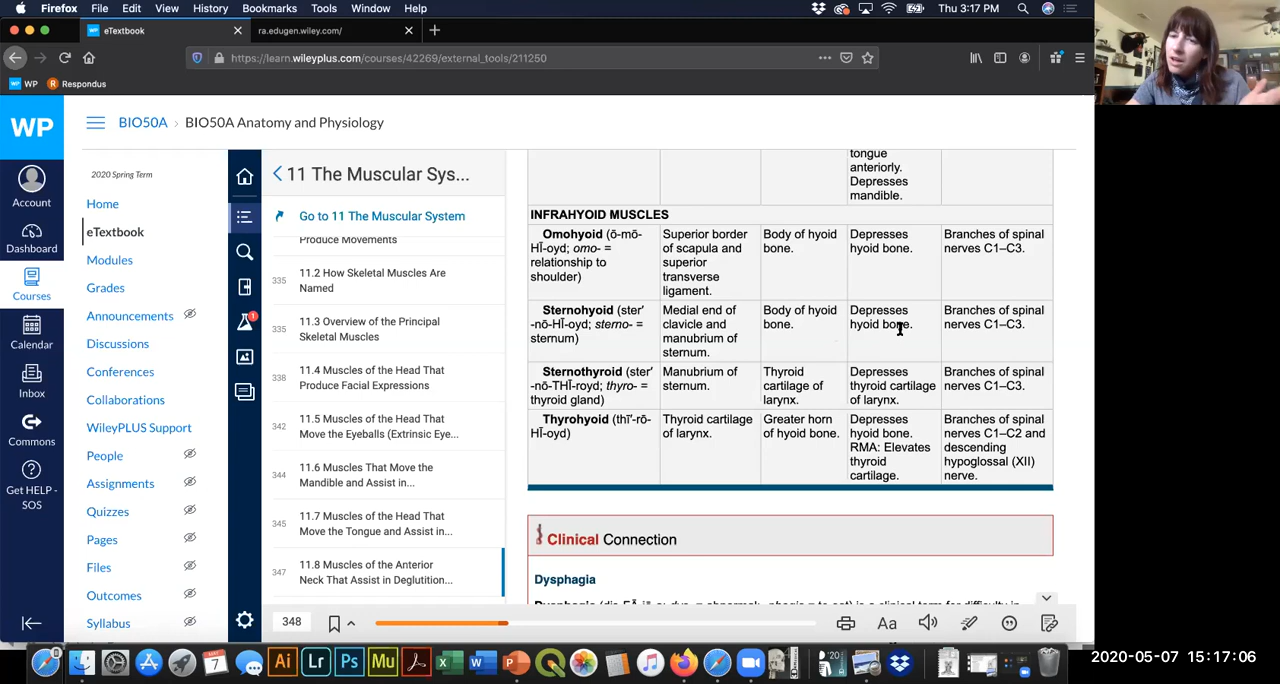 Firefox File Edit View History Bookmarks Tools Window Help
Thu 3:17 PM
WP eTextbook
ra.edugen.wiley.com/
https://learn.wileyplus.com/courses/42269/external_tools/211250
WP WP
R Respondus
WP
Account
Dashboard
Courses
Calendar
Inbox
Commons
Get HELP -
SOS
BIO50A › BIO50A Anatomy and Physiology
2020 Spring Term
Home
eTextbook
Modules
Grades
Announcements
Discussions
Conferences
Collaborations
WileyPLUS Support
People
Assignments
Quizzes
Pages
Files
Outcomes
Syllabus
1
11 The Muscular Sys...
Go to 11 The Muscular System
Produce Movements
335 11.2 How Skeletal Muscles Are
Named
335 11.3 Overview of the Principal
Skeletal Muscles
338 11.4 Muscles of the Head That
Produce Facial Expressions
342 11.5 Muscles of the Head That
Move the Eyeballs (Extrinsic Eye...
344 11.6 Muscles That Move the
Mandible and Assist in...
345 11.7 Muscles of the Head That
Move the Tongue and Assist in...
347 11.8 Muscles of the Anterior
Neck That Assist in Deglutition...
tongue
anteriorly.
Depresses
mandible.
INFRAHYOID MUSCLES
Omohyoid (ō-mō-
HĪ-oyd; omo- =
relationship to
shoulder)
Superior border
of scapula and
superior
transverse
ligament.
Body of hyoid
bone.
Depresses
hyoid bone.
Branches of spinal
nerves C1–C3.
Sternohyoid (ster′
-nō-HĪ-oyd; sterno- =
sternum)
Medial end of
clavicle and
manubrium of
sternum.
Body of hyoid
bone.
Depresses
hyoid bone.
Branches of spinal
nerves C1–C3.
Sternothyroid (ster′
-nō-THĪ-royd; thyro- =
thyroid gland)
Manubrium of
sternum.
Thyroid
cartilage of
larynx.
Depresses
thyroid cartilage
of larynx.
Branches of spinal
nerves C1–C3.
Thyrohyoid (thī′-rō-
HĪ-oyd)
Thyroid cartilage
of larynx.
Greater horn
of hyoid bone.
Depresses
hyoid bone.
RMA: Elevates
thyroid
cartilage.
Branches of spinal
nerves C1–C2 and
descending
hypoglossal (XII)
nerve.
Clinical Connection
Dysphagia
348
Aa
7
Ai Lr Ps Mu X W P
'20
2020-05-07 15:17:06